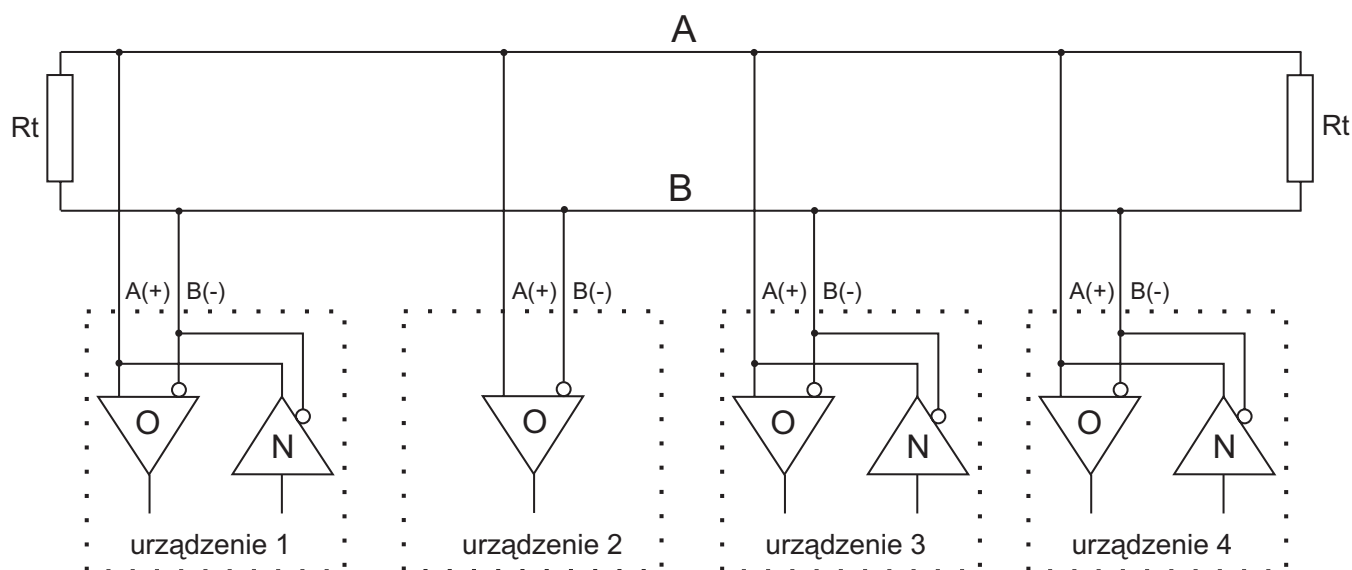 A
Rt Rt
B
A(+) B(-) A(+) B(-) A(+) B(-) A(+) B(-)
O N O O N O N
urządzenie 1 urządzenie 2 urządzenie 3 urządzenie 4